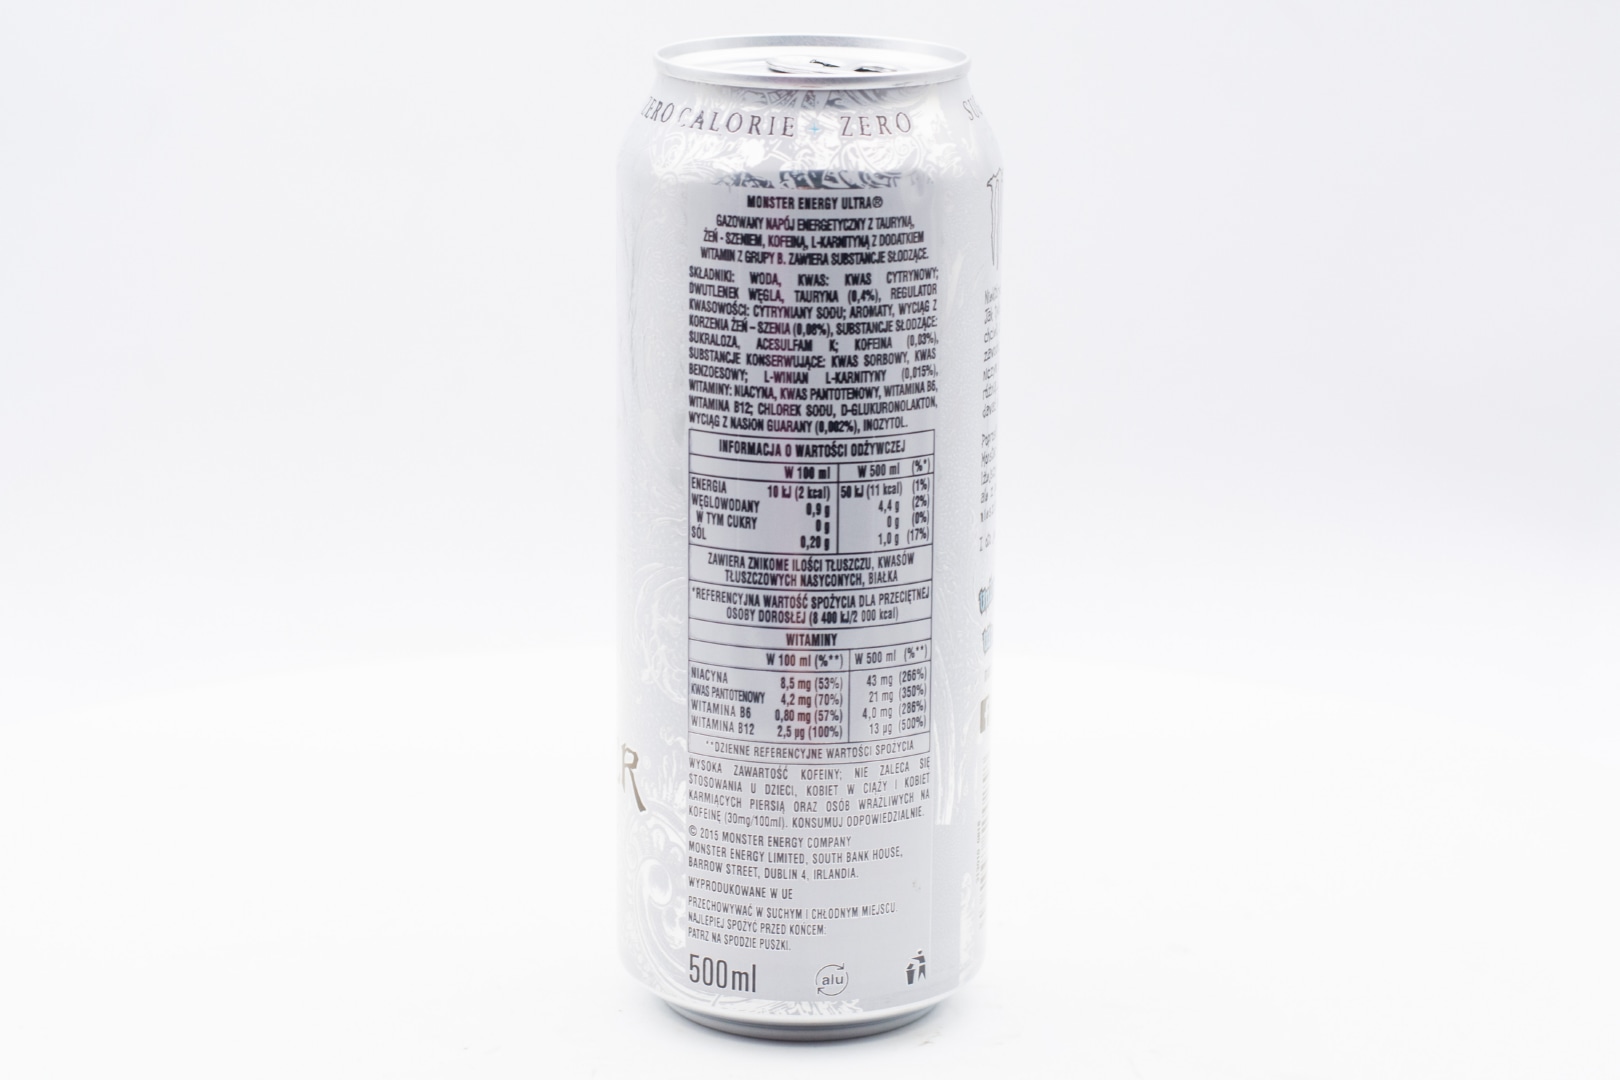 ZERO CALORIE + ZERO
MONSTER ENERGY ULTRA®
GAZOWANY NAPÓJ ENERGETYCZNY Z TAURYNĄ,
ŻEŃ - SZENIEM, KOFEINĄ, L-KARNITYNĄ Z DODATKIEM
WITAMIN Z GRUPY B. ZAWIERA SUBSTANCJE SŁODZĄCE.
SKŁADNIKI: WODA, KWAS: KWAS CYTRYNOWY;
DWUTLENEK WĘGLA, TAURYNA (0,4%), REGULATOR
KWASOWOŚCI: CYTRYNIANY SODU; AROMATY, WYCIĄG Z
KORZENIA ŻEŃ - SZENIA (0,08%), SUBSTANCJE SŁODZĄCE:
SUKRALOZA, ACESULFAM K; KOFEINA (0,03%),
SUBSTANCJE KONSERWUJĄCE: KWAS SORBOWY, KWAS
BENZOESOWY; L-WINIAN L-KARNITYNY (0,015%),
WITAMINY: NIACYNA, KWAS PANTOTENOWY, WITAMINA B6,
WITAMINA B12; CHLOREK SODU, D-GLUKURONOLAKTON,
WYCIĄG Z NASION GUARANY (0,002%), INOZYTOL.
INFORMACJA O WARTOŚCI ODŻYWCZEJ
W 100 ml W 500 ml (%*)
ENERGIA 10 kJ (2 kcal) 50 kJ (11 kcal) (1%)
WĘGLOWODANY 0,9 g 4,4 g (2%)
W TYM CUKRY 0 g 0 g (0%)
SÓL 0,20 g 1,0 g (17%)
ZAWIERA ZNIKOME ILOŚCI TŁUSZCZU, KWASÓW
TŁUSZCZOWYCH NASYCONYCH, BIAŁKA
*REFERENCYJNA WARTOŚĆ SPOŻYCIA DLA PRZECIĘTNEJ
OSOBY DOROSŁEJ (8 400 kJ/2 000 kcal)
WITAMINY
W 100 ml (%**) W 500 ml (%**)
NIACYNA 8,5 mg (53%) 43 mg (266%)
KWAS PANTOTENOWY 4,2 mg (70%) 21 mg (350%)
WITAMINA B6 0,80 mg (57%) 4,0 mg (286%)
WITAMINA B12 2,5 µg (100%) 13 µg (500%)
**DZIENNE REFERENCYJNE WARTOŚCI SPOŻYCIA
WYSOKA ZAWARTOŚĆ KOFEINY; NIE ZALECA SIĘ
STOSOWANIA U DZIECI, KOBIET W CIĄŻY I KOBIET
KARMIĄCYCH PIERSIĄ ORAZ OSÓB WRAŻLIWYCH NA
KOFEINĘ (30mg/100ml). KONSUMUJ ODPOWIEDZIALNIE.
© 2015 MONSTER ENERGY COMPANY
MONSTER ENERGY LIMITED, SOUTH BANK HOUSE,
BARROW STREET, DUBLIN 4, IRLANDIA.
WYPRODUKOWANE W UE
PRZECHOWYWAĆ W SUCHYM I CHŁODNYM MIEJSCU.
NAJLEPIEJ SPOŻYĆ PRZED KOŃCEM:
PATRZ NA SPODZIE PUSZKI.
500ml
alu